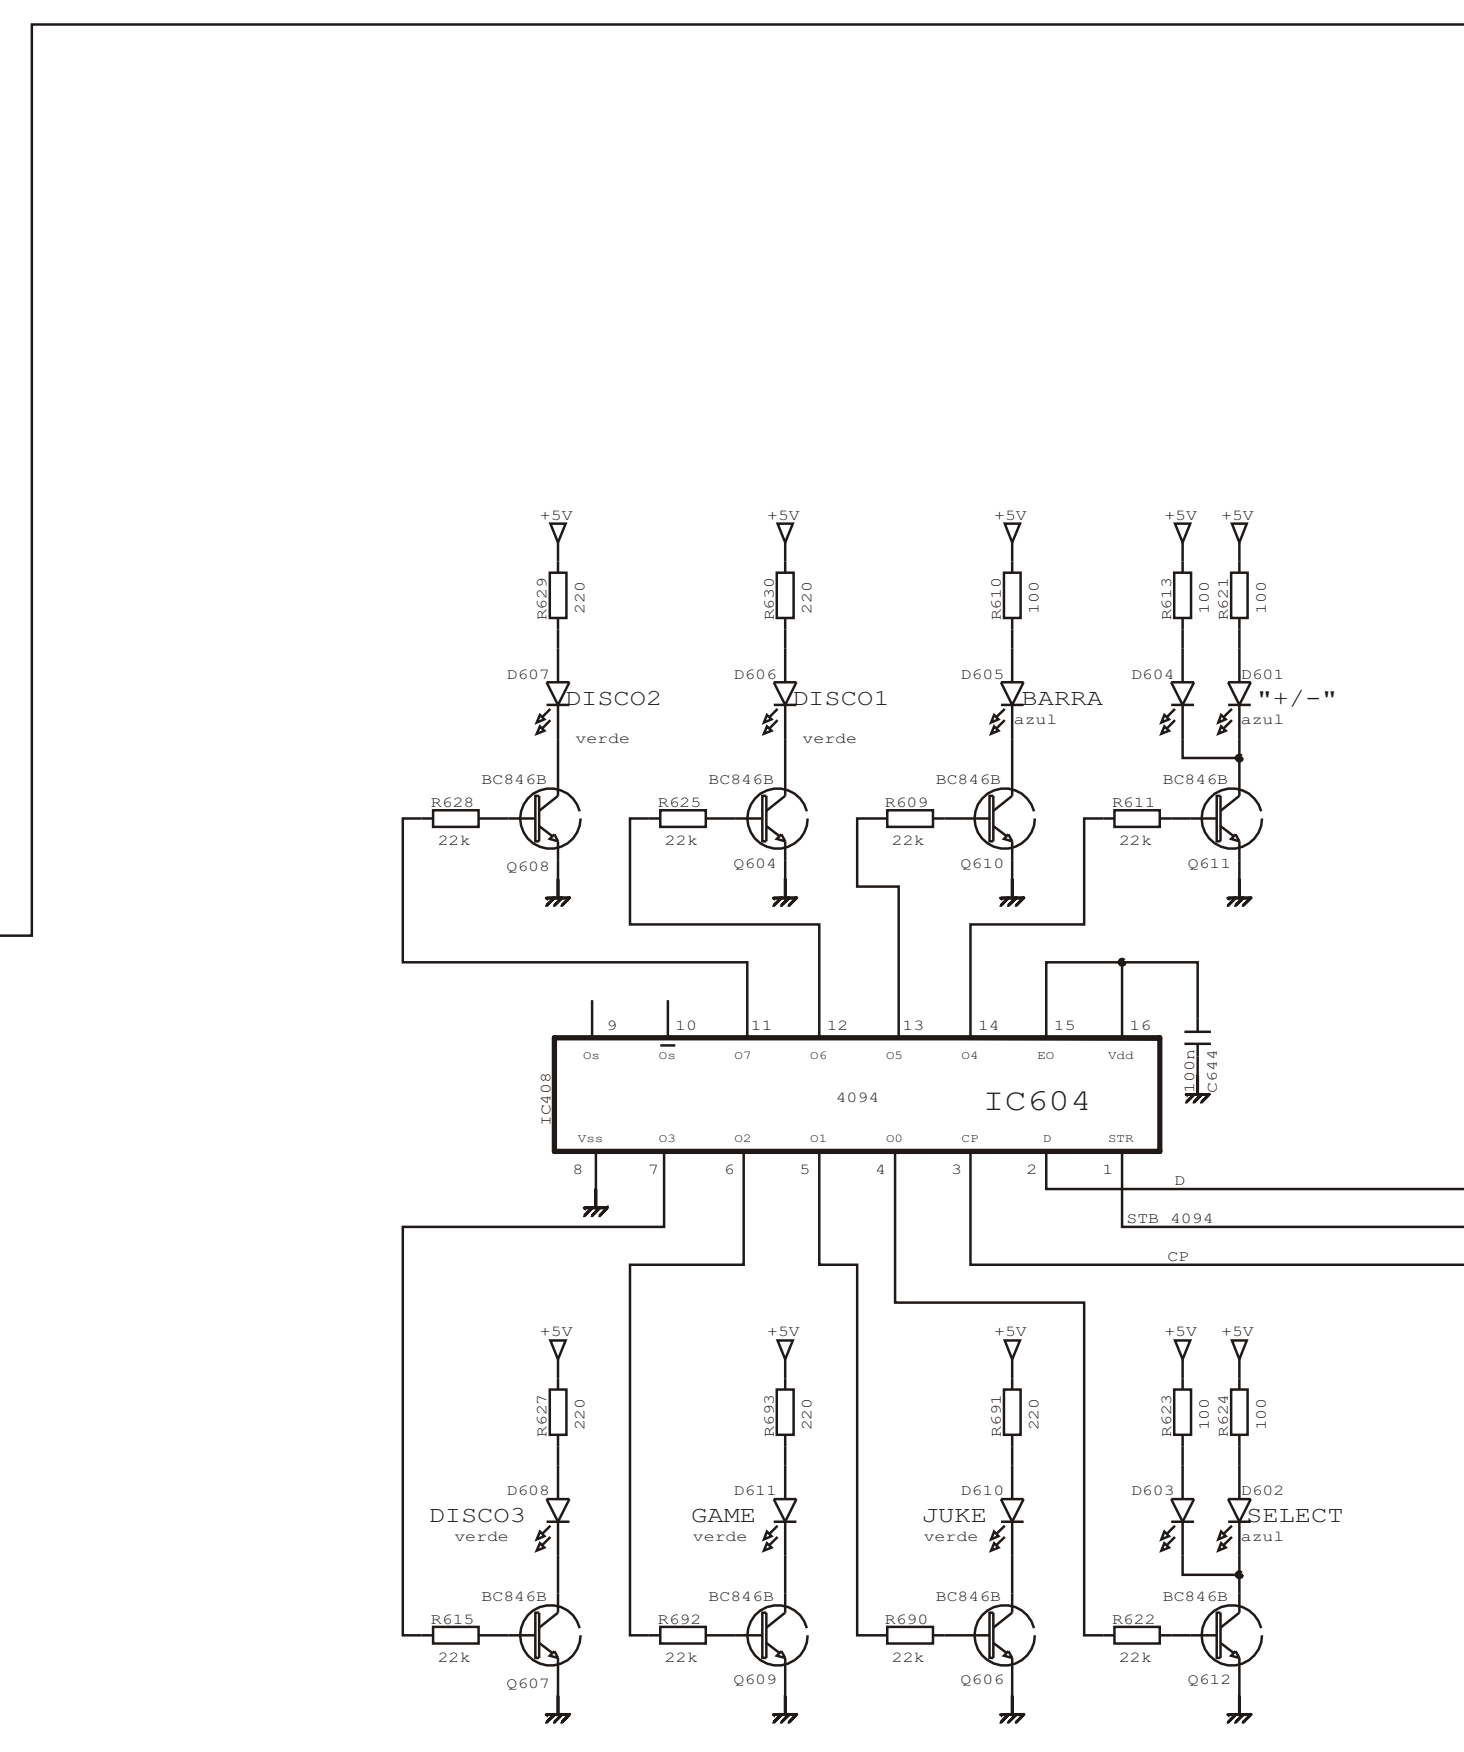 +5V +5V +5V +5V +5V
R629 220 R630 220 R610 100 R613 100 R621 100
D607 D606 D605 D604 D601
DISCO2 DISCO1 BARRA "+/-"
azul azul
verde verde
BC846B BC846B BC846B BC846B
R628 R625 R609 R611
22k 22k 22k 22k
Q608 Q604 Q610 Q611
9 10 11 12 13 14 15 16
Os Os O7 O6 O5 O4 EO Vdd
100n C644
IC408
4094 IC604
Vss O3 O2 O1 O0 CP D STR
8 7 6 5 4 3 2 1
D
STB 4094
CP
+5V +5V +5V +5V +5V
R627 220 R693 220 R691 220 R623 100 R624 100
D608 D611 D610 D603 D602
DISCO3 GAME JUKE SELECT
verde verde verde azul
BC846B BC846B BC846B BC846B
R615 R692 R690 R622
22k 22k 22k 22k
Q607 Q609 Q606 Q612